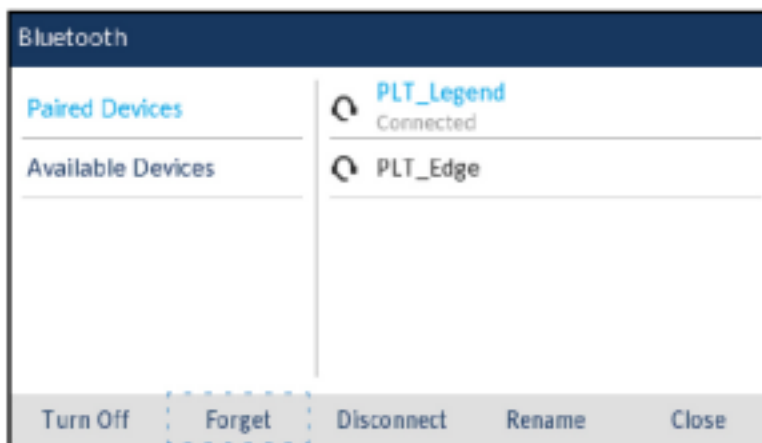 Bluetooth
Paired Devices
Available Devices
PLT_Legend
Connected
PLT_Edge
Turn Off Forget Disconnect Rename Close